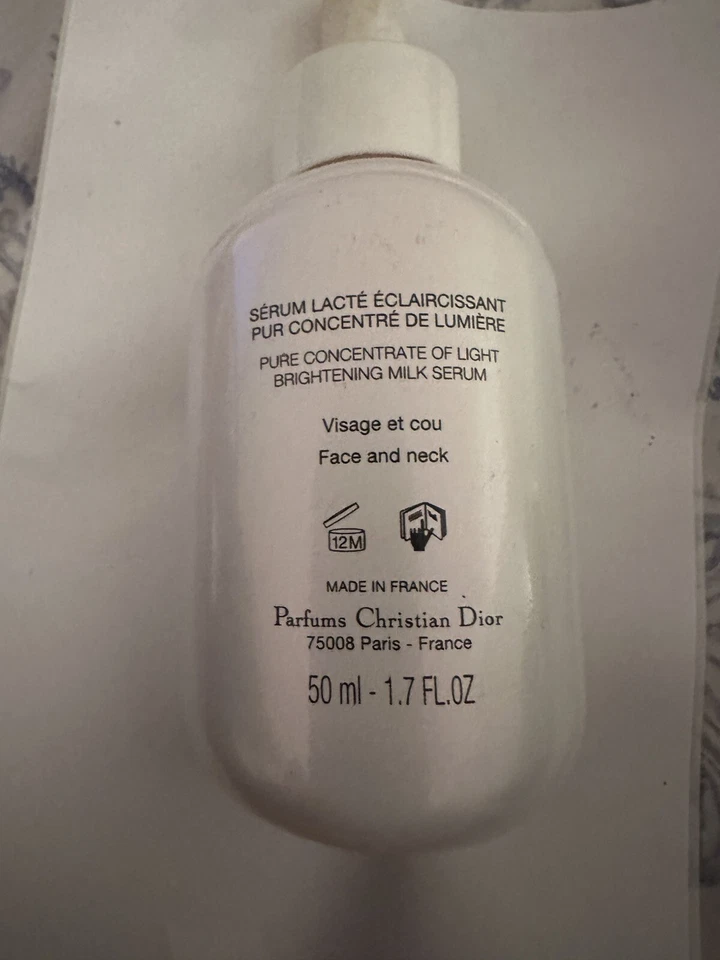 SÉRUM LACTÉ ÉCLAIRCISSANT
PUR CONCENTRÉ DE LUMIÈRE
PURE CONCENTRATE OF LIGHT
BRIGHTENING MILK SERUM
Visage et cou
Face and neck
12M
MADE IN FRANCE
Parfums Christian Dior
75008 Paris - France
50 ml - 1.7 FL.OZ